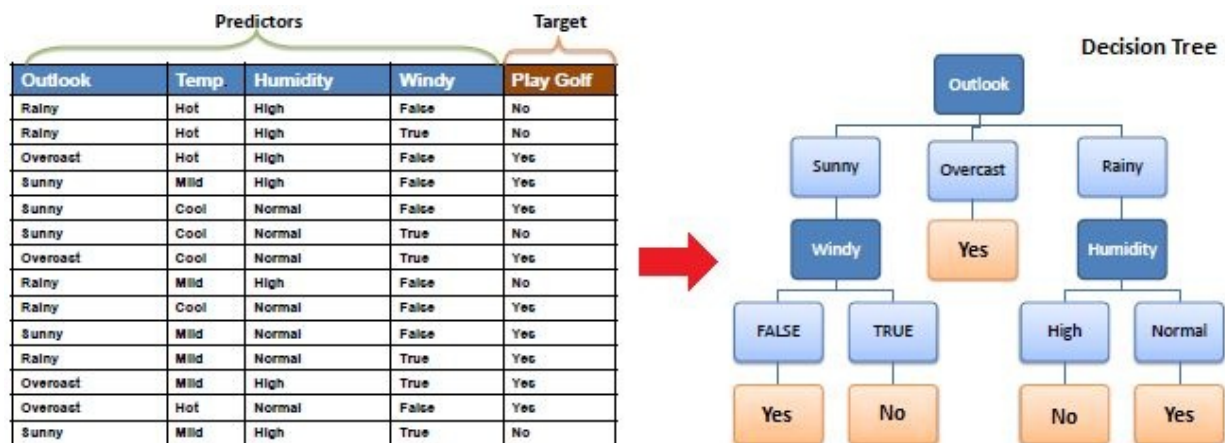 Predictors Target
Outlook Temp. Humidity Windy Play Golf
Rainy Hot High False No
Rainy Hot High True No
Overcast Hot High False Yes
Sunny Mild High False Yes
Sunny Cool Normal False Yes
Sunny Cool Normal True No
Overcast Cool Normal True Yes
Rainy Mild High False No
Rainy Cool Normal False Yes
Sunny Mild Normal False Yes
Rainy Mild Normal True Yes
Overcast Mild High True Yes
Overcast Hot Normal False Yes
Sunny Mild High True No
Decision Tree
Outlook
Sunny Overcast Rainy
Windy Yes Humidity
FALSE TRUE High Normal
Yes No No Yes